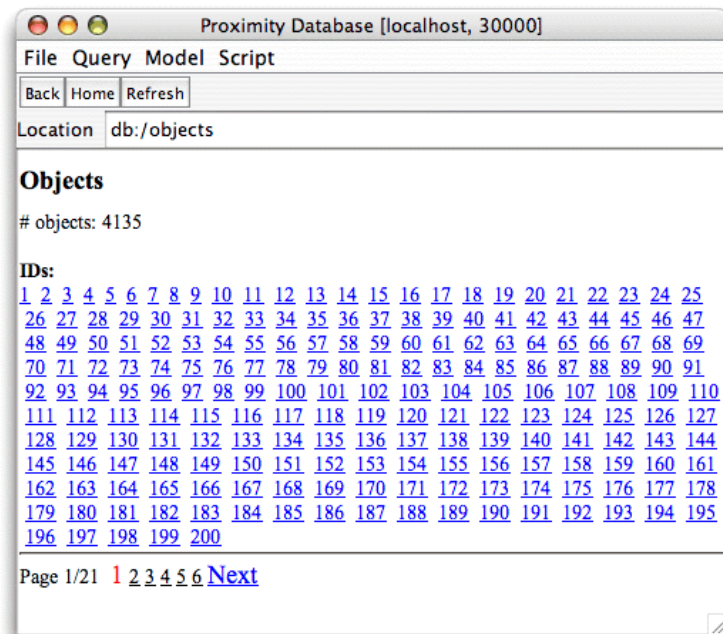 Proximity Database [localhost, 30000]
File Query Model Script
Back Home Refresh
Location db:/objects
Objects
# objects: 4135
IDs:
1 2 3 4 5 6 7 8 9 10 11 12 13 14 15 16 17 18 19 20 21 22 23 24 25
26 27 28 29 30 31 32 33 34 35 36 37 38 39 40 41 42 43 44 45 46 47
48 49 50 51 52 53 54 55 56 57 58 59 60 61 62 63 64 65 66 67 68 69
70 71 72 73 74 75 76 77 78 79 80 81 82 83 84 85 86 87 88 89 90 91
92 93 94 95 96 97 98 99 100 101 102 103 104 105 106 107 108 109 110
111 112 113 114 115 116 117 118 119 120 121 122 123 124 125 126 127
128 129 130 131 132 133 134 135 136 137 138 139 140 141 142 143 144
145 146 147 148 149 150 151 152 153 154 155 156 157 158 159 160 161
162 163 164 165 166 167 168 169 170 171 172 173 174 175 176 177 178
179 180 181 182 183 184 185 186 187 188 189 190 191 192 193 194 195
196 197 198 199 200
Page 1/21 1 2 3 4 5 6 Next